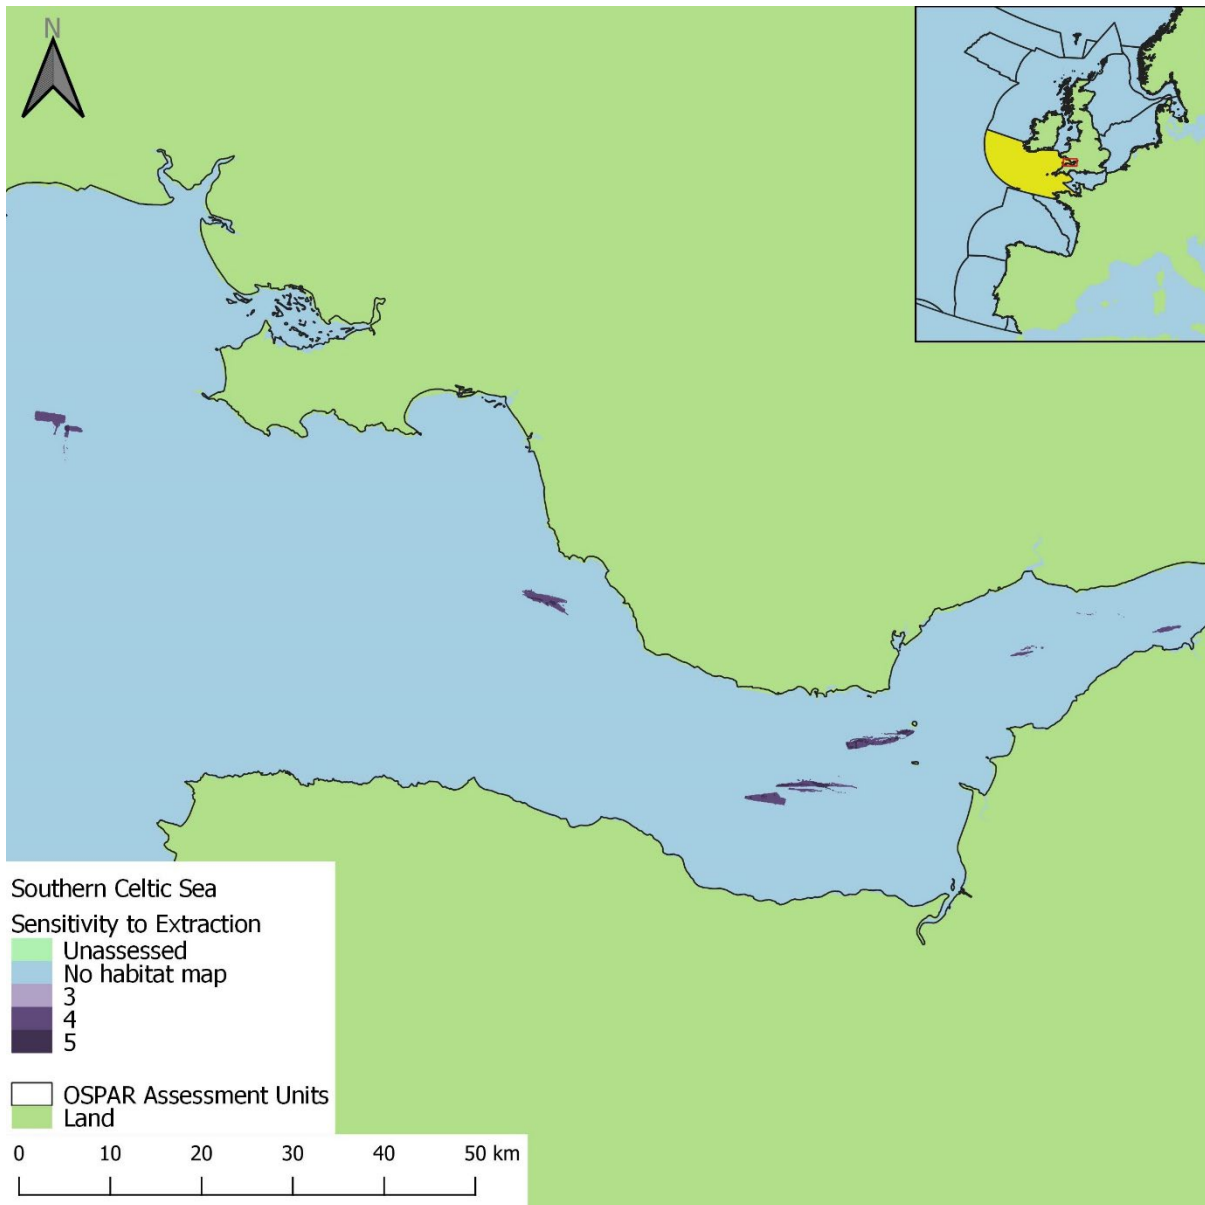 N
Southern Celtic Sea
Sensitivity to Extraction
Unassessed
No habitat map
3
4
5
OSPAR Assessment Units
Land
0 10 20 30 40 50 km